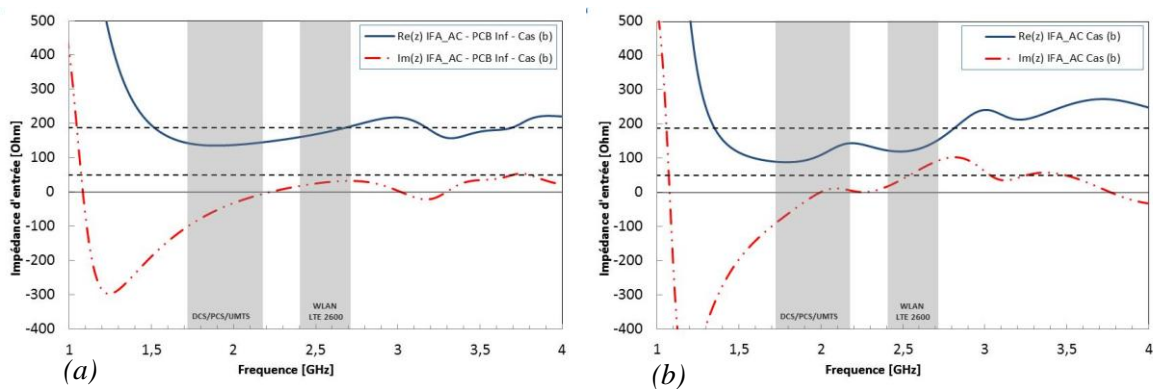 500
400
300
200
100
0
-100
-200
-300
-400
Impédance d'entrée [Ohm]
Re(z) IFA_AC - PCB Inf - Cas (b)
Im(z) IFA_AC - PCB Inf - Cas (b)
DCS/PCS/UMTS
WLAN
LTE 2600
1 1,5 2 2,5 3 3,5 4
Frequence [GHz]
(a)
500
400
300
200
100
0
-100
-200
-300
-400
Impédance d'entrée [Ohm]
Re(z) IFA_AC Cas (b)
Im(z) IFA_AC Cas (b)
DCS/PCS/UMTS
WLAN
LTE 2600
1 1,5 2 2,5 3 3,5 4
Frequence [GHz]
(b)